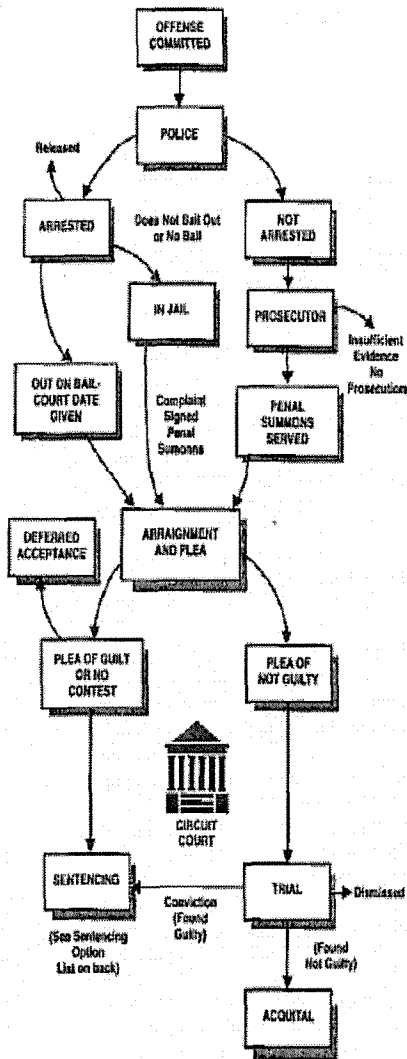 OFFENSE
COMMITTED
POLICE
Released
ARRESTED
Does Not Bail Out
or No Bail
NOT
ARRESTED
IN JAIL
PROSECUTOR
Insufficient
Evidence
No
Prosecution
OUT ON BAIL-
COURT DATE
GIVEN
Complaint
Signed
Penal
Sumonns
PENAL
SUMMONS
SERVED
ARRAIGNMENT
AND PLEA
DEFERRED
ACCEPTANCE
PLEA OF GUILT
OR NO
CONTEST
PLEA OF
NOT GUILTY
CIRCUIT
COURT
SENTENCING
Conviction
(Found
Guilty)
TRIAL
Dismissed
(See Sentencing
Option
List on back)
(Found
Not Guilty)
ACQUITAL